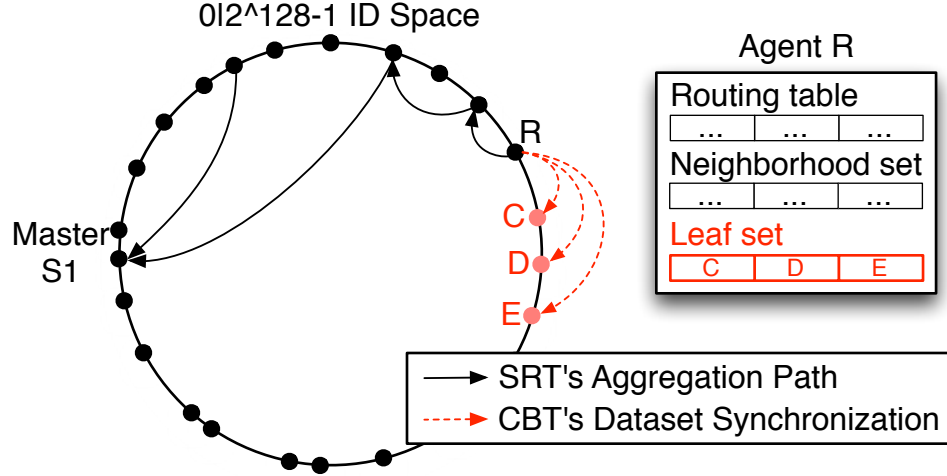 0|2^128-1 ID Space
Agent R
Routing table
... ... ...
Neighborhood set
... ... ...
Leaf set
C D E
R
C
D
E
Master
S1
SRT's Aggregation Path
CBT's Dataset Synchronization